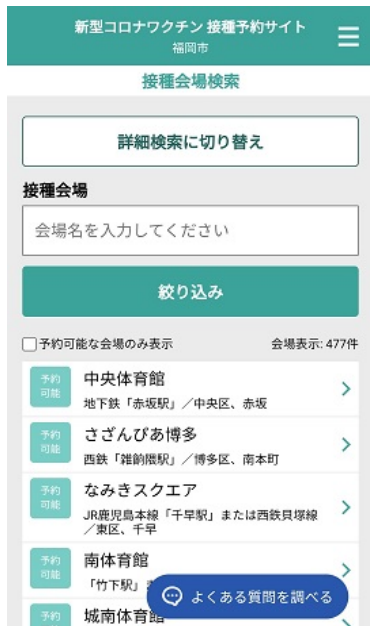 新型コロナワクチン 接種予約サイト
福岡市
接種会場検索
詳細検索に切り替え
接種会場
会場名を入力してください
絞り込み
予約可能な会場のみ表示
会場表示: 477件
予約
可能
中央体育館
地下鉄「赤坂駅」／中央区、赤坂
予約
可能
さざんぴあ博多
西鉄「雑餉隈駅」／博多区、南本町
予約
可能
なみきスクエア
JR鹿児島本線「千早駅」または西鉄貝塚線
／東区、千早
予約
可能
南体育館
「竹下駅」
よくある質問を調べる
予約
城南体育館